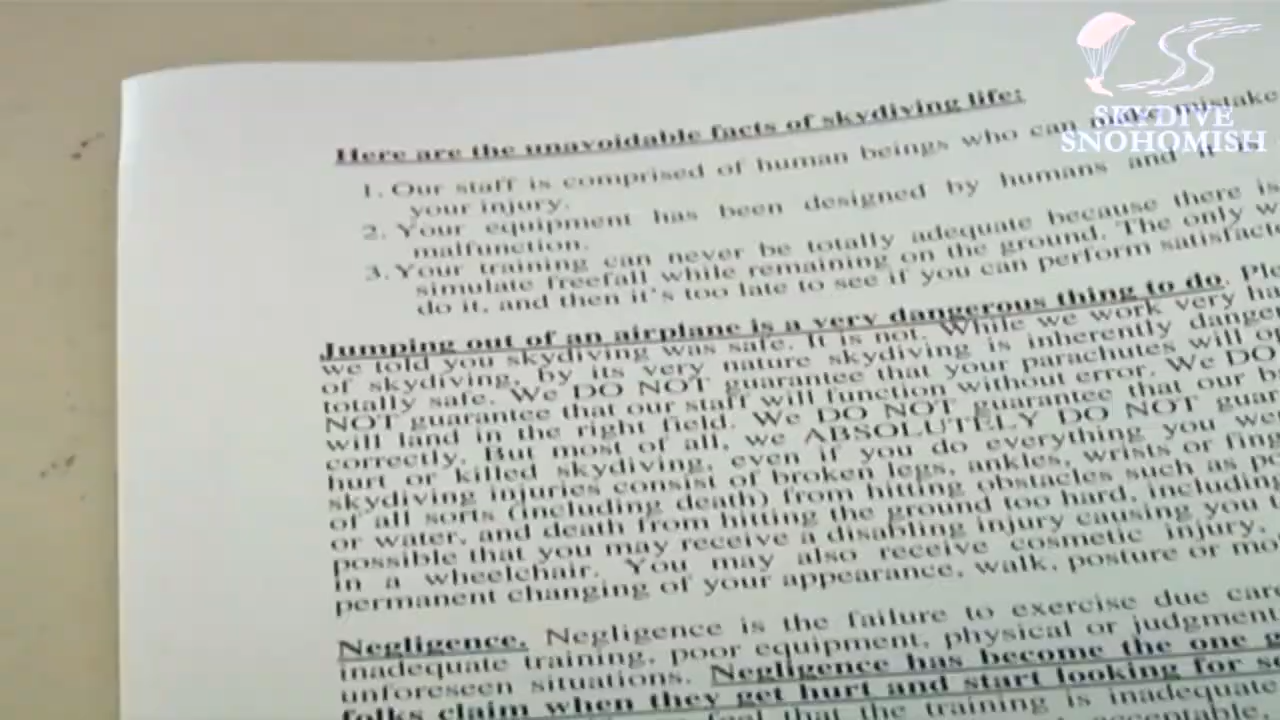 SKYDIVE
SNOHOMISH
Here are the unavoidable facts of skydiving life:
1. Our staff is comprised of human beings who can make mistake
your injury.
2. Your equipment has been designed by humans and it is
malfunction.
3. Your training can never be totally adequate because there is
simulate freefall while remaining on the ground. The only w
do it, and then it's too late to see if you can perform satisfacto
Jumping out of an airplane is a very dangerous thing to do. Ple
we told you skydiving was safe. It is not. While we work very ha
of skydiving, by its very nature skydiving is inherently danger
totally safe. We DO NOT guarantee that your parachutes will o
NOT guarantee that our staff will function without error. We DO
will land in the right field. We DO NOT guarantee that our b
correctly. But most of all, we ABSOLUTELY DO NOT guar
hurt or killed skydiving, even if you do everything you we
skydiving injuries consist of broken legs, ankles, wrists or fing
of all sorts (including death) from hitting obstacles such as po
or water, and death from hitting the ground too hard, including
possible that you may receive a disabling injury causing you t
in a wheelchair. You may also receive cosmetic injury,
permanent changing of your appearance, walk, posture or mo
Negligence. Negligence is the failure to exercise due care
inadequate training, poor equipment, physical or judgment
unforeseen situations. Negligence has become the one g
folks claim when they get hurt and start looking for so
feel that the training is inadequate